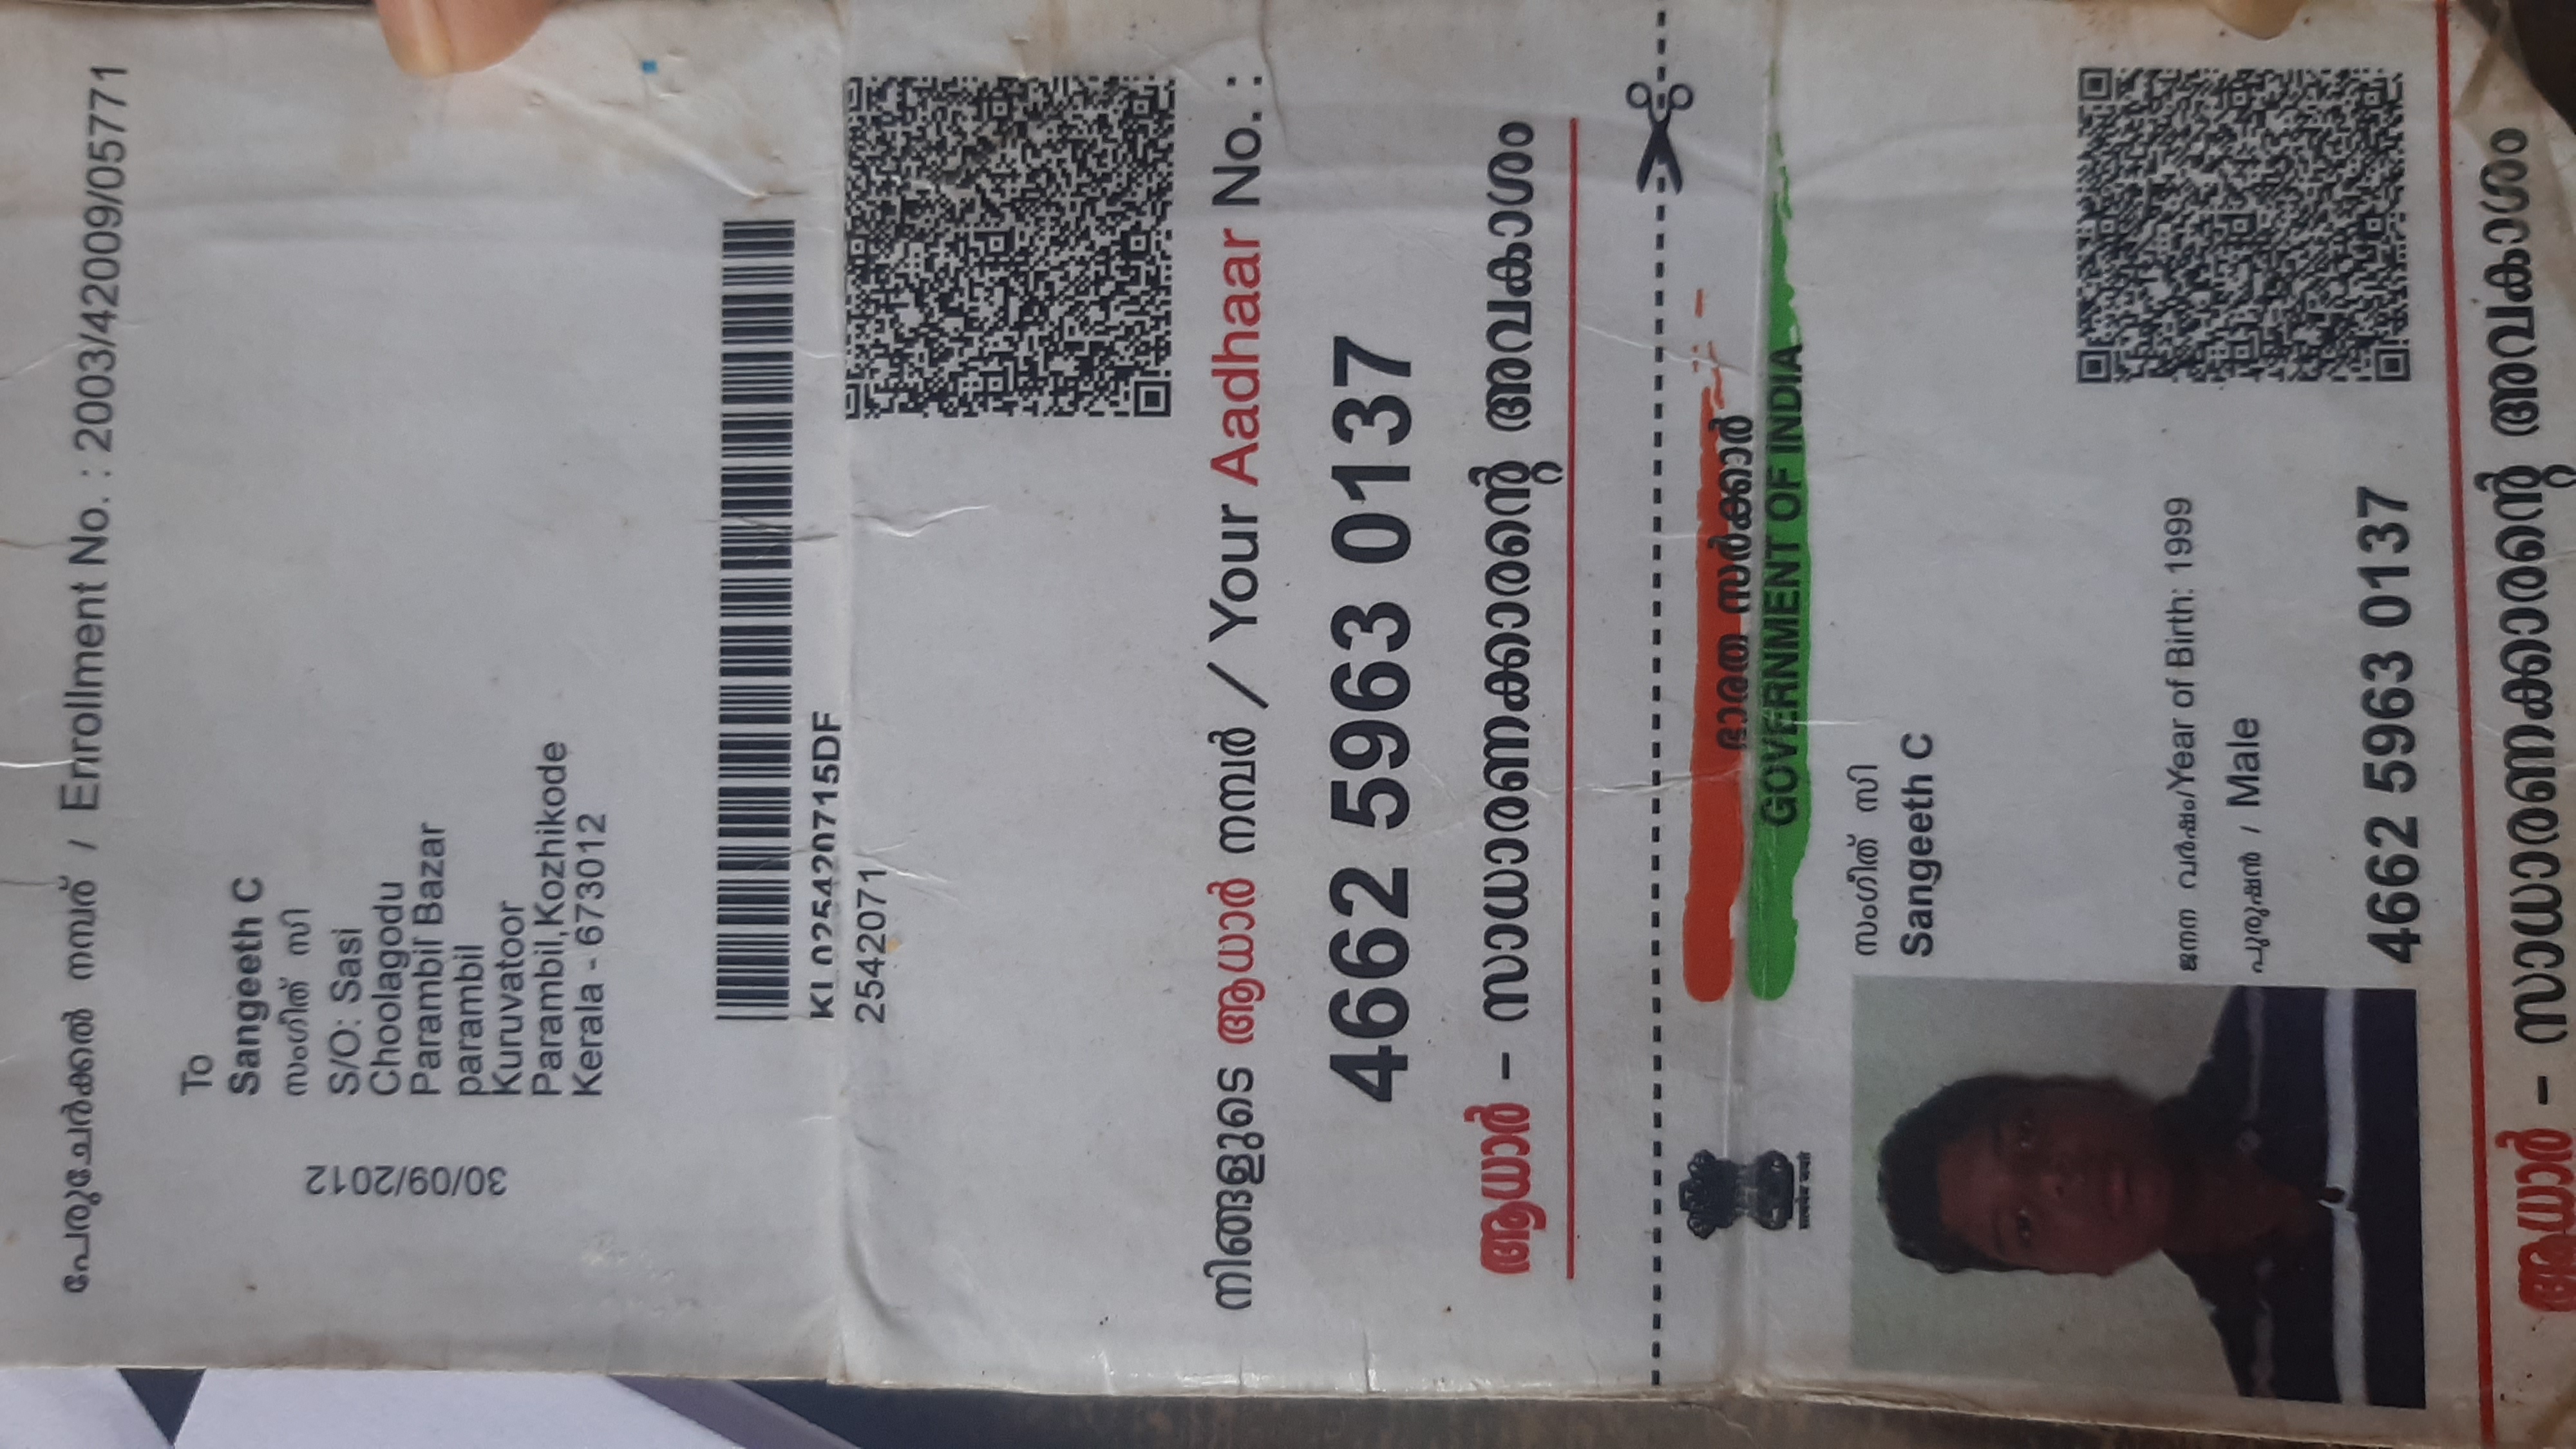 പേരുചേർക്കൽ നമ്പര് / Enrollment No. : 2003/42009/05771
To
Sangeeth C
സംഗീത് സി
S/O: Sasi
Choolagodu
Parambil Bazar
parambil
Kuruvatoor
Parambil,Kozhikode
Kerala - 673012
30/09/2012
KL025420715DF
2542071
നിങ്ങളുടെ ആധാർ നമ്പർ / Your Aadhaar No. :
4662 5963 0137
ആധാർ – സാധാരണക്കാരന്റെ അവകാശം
ഭാരത സർക്കാർ
GOVERNMENT OF INDIA
सत्यमेव जयते
സംഗീത് സി
Sangeeth C
ജനന വർഷം/Year of Birth: 1999
പുരുഷൻ / Male
4662 5963 0137
ആധാർ – സാധാരണക്കാരന്റെ അവകാശം